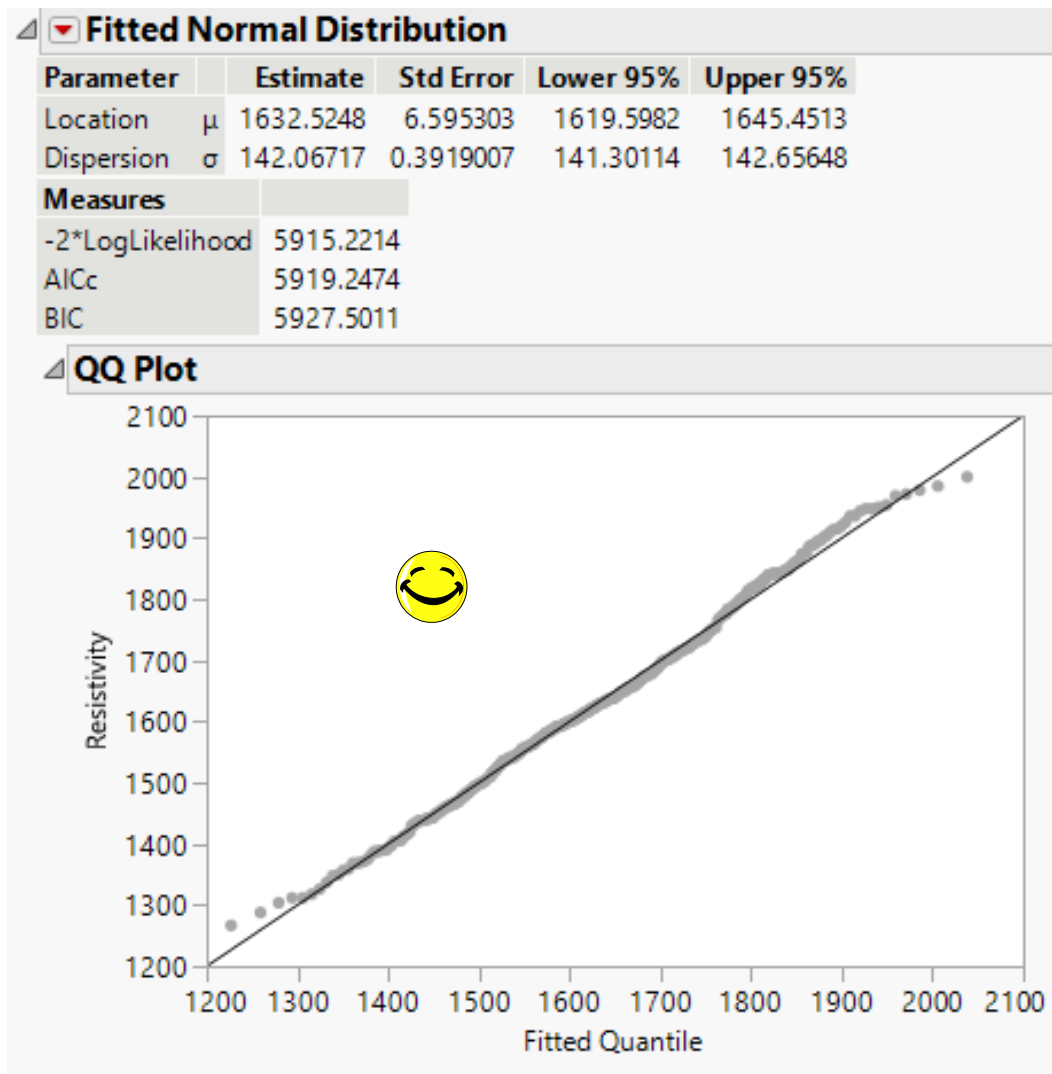 Fitted Normal Distribution
Parameter Estimate Std Error Lower 95% Upper 95%
Location μ 1632.5248 6.595303 1619.5982 1645.4513
Dispersion σ 142.06717 0.3919007 141.30114 142.65648
Measures
-2*LogLikelihood 5915.2214
AICc 5919.2474
BIC 5927.5011
QQ Plot
2100
2000
1900
1800
1700
1600
1500
1400
1300
1200
Resistivity
1200 1300 1400 1500 1600 1700 1800 1900 2000 2100
Fitted Quantile